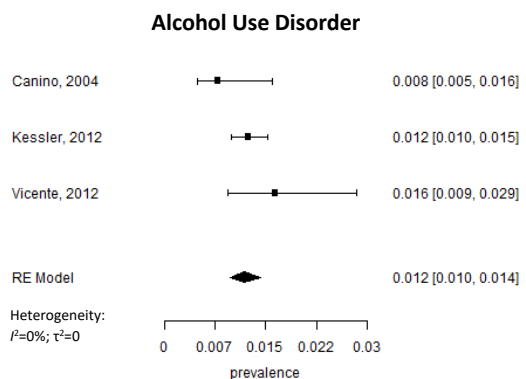 Alcohol Use Disorder
Canino, 2004 0.008 [0.005, 0.016]
Kessler, 2012 0.012 [0.010, 0.015]
Vicente, 2012 0.016 [0.009, 0.029]
RE Model 0.012 [0.010, 0.014]
Heterogeneity:
I²=0%; τ²=0
0 0.007 0.015 0.022 0.03
prevalence